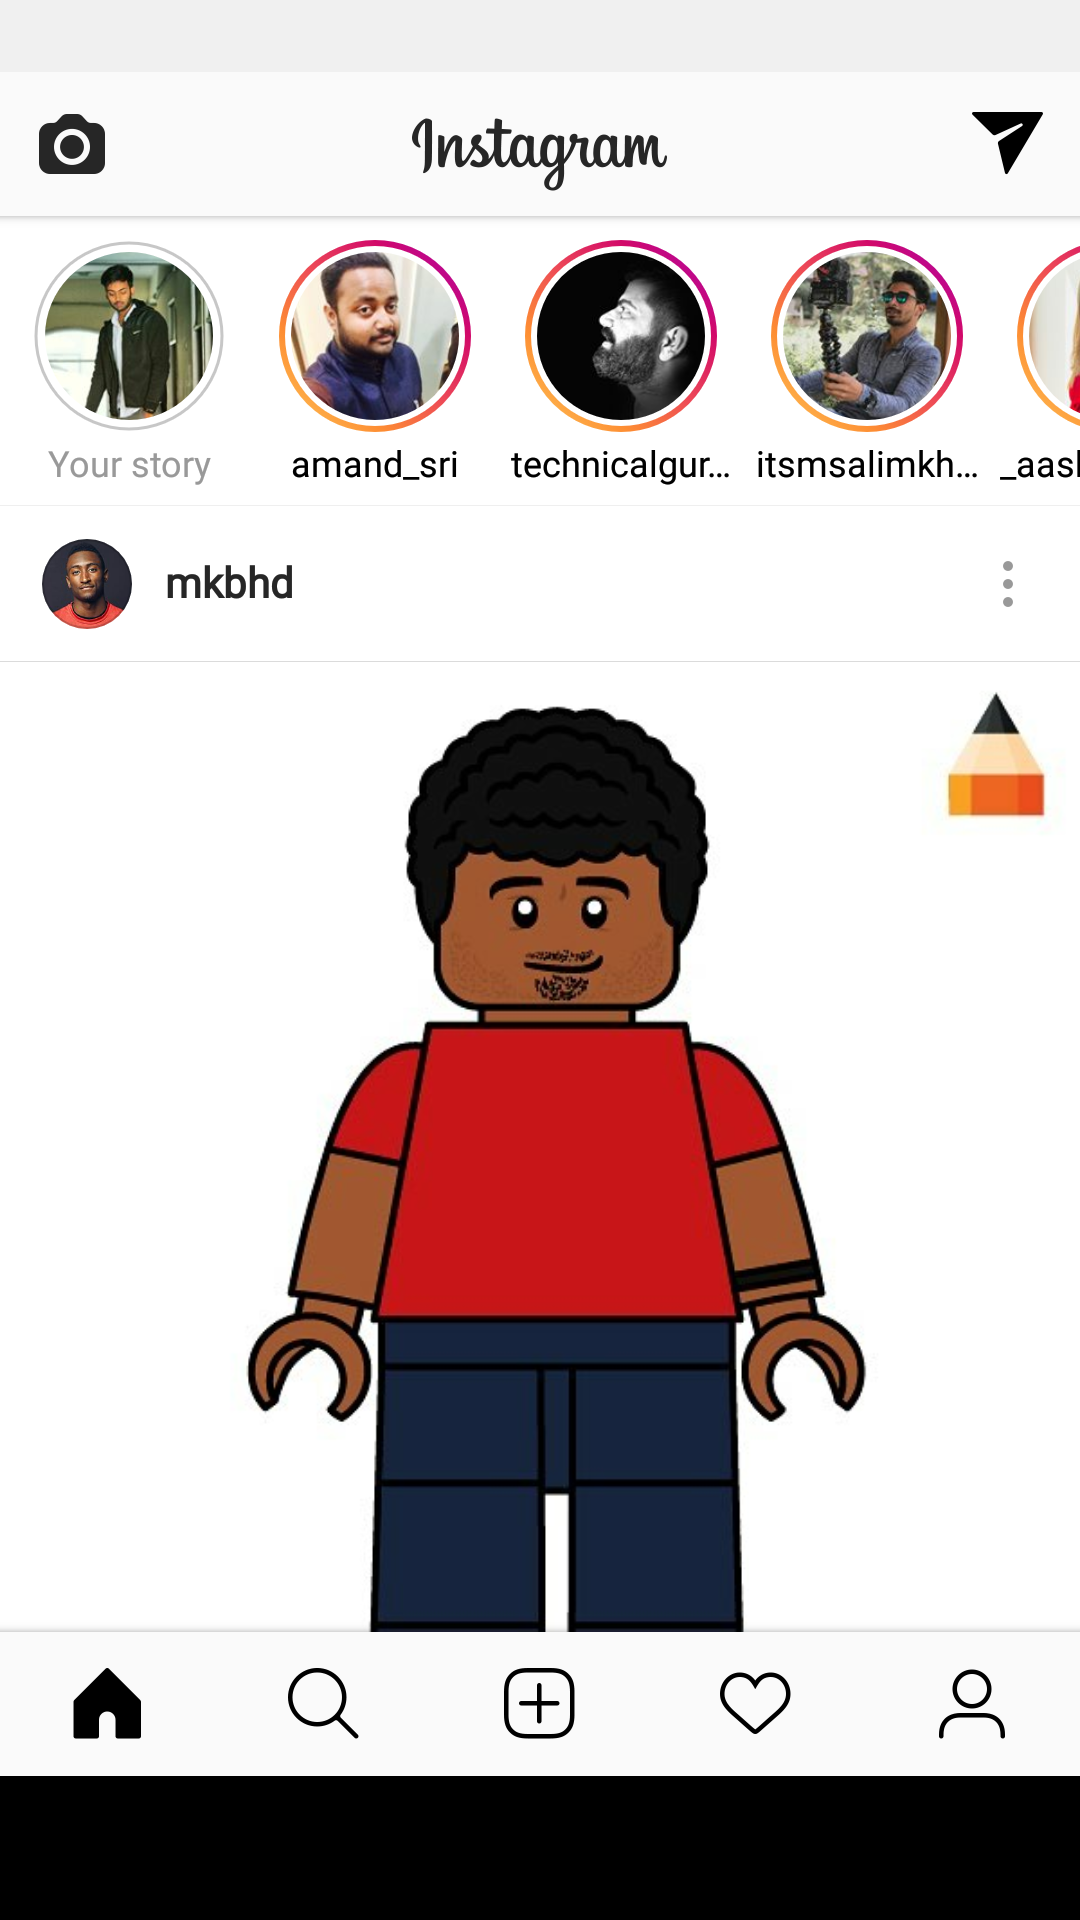 Instagram
Your story
amand_sri
technicalgur...
itsmsalimkh...
_aasl
mkbhd